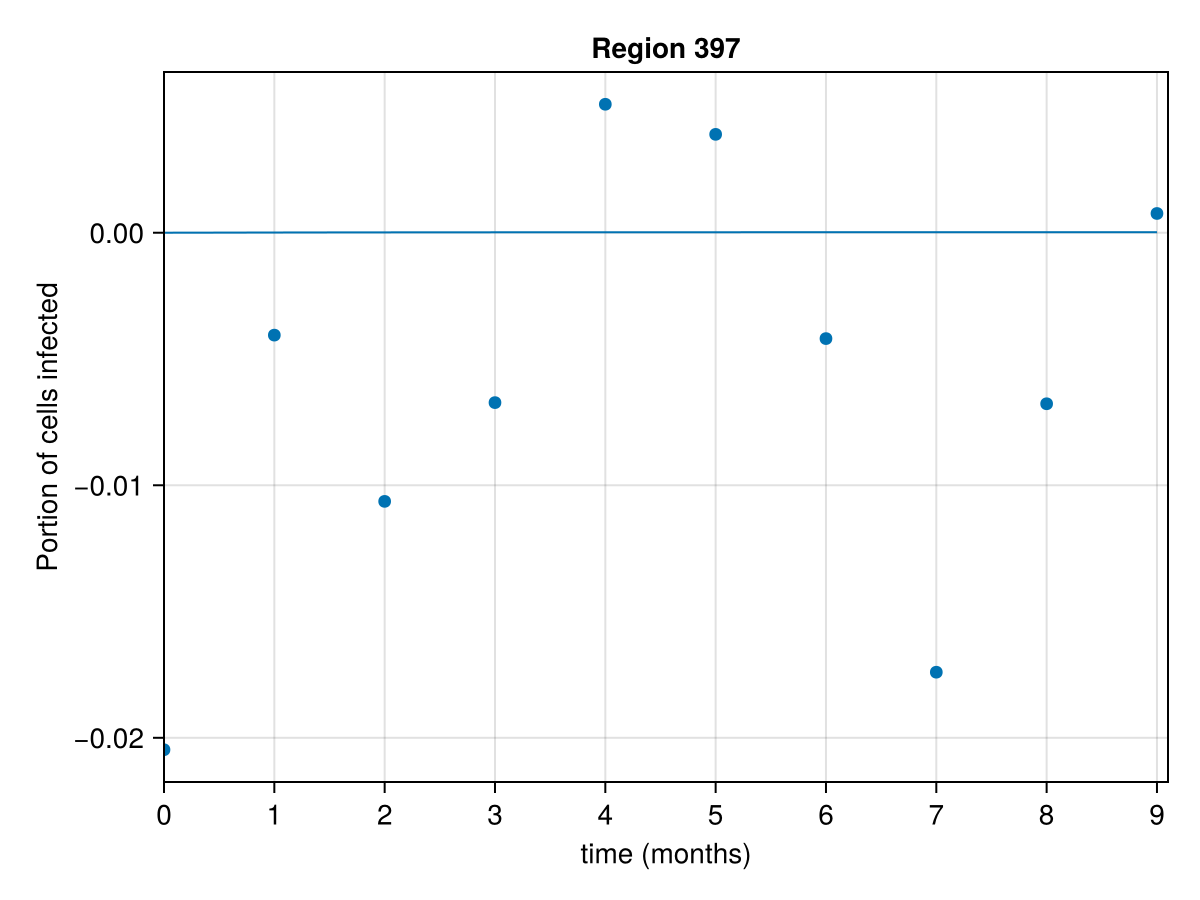 Region 397
Portion of cells infected
0.00
−0.01
−0.02
0 1 2 3 4 5 6 7 8 9
time (months)